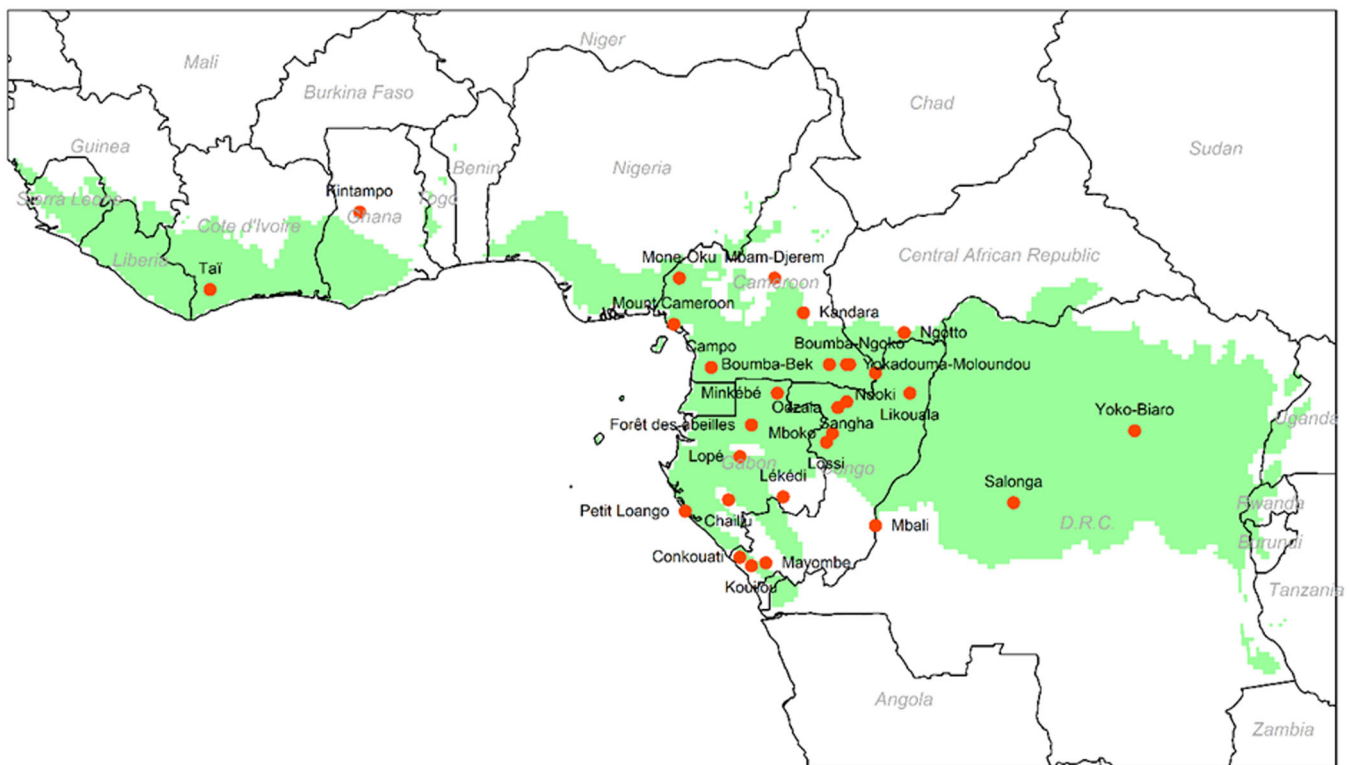 Niger
Mali
Burkina Faso
Chad
Guinea
Sudan
Benin
Nigeria
Kintampo
Sierra Leone
Togo
Ghana
Cote d'Ivoire
Central African Republic
Mone-Oku
Mbam-Djerem
Liberia
Taï
Cameroon
Mount Cameroon
Kandara
Ngotto
Campo
Boumba-Ngoko
Boumba-Bek
Yokadouma-Moloundou
Minkébé
Ndoki
Odzala
Likouala
Yoko-Biaro
Uganda
Forêt des abeilles
Mboko
Sangha
Lopé
Gabon
Lossi
Congo
Lékédi
Salonga
Rwanda
Petit Loango
Chaillu
Mbali
D.R.C.
Burundi
Conkouati
Mayombe
Kouilou
Tanzania
Angola
Zambia